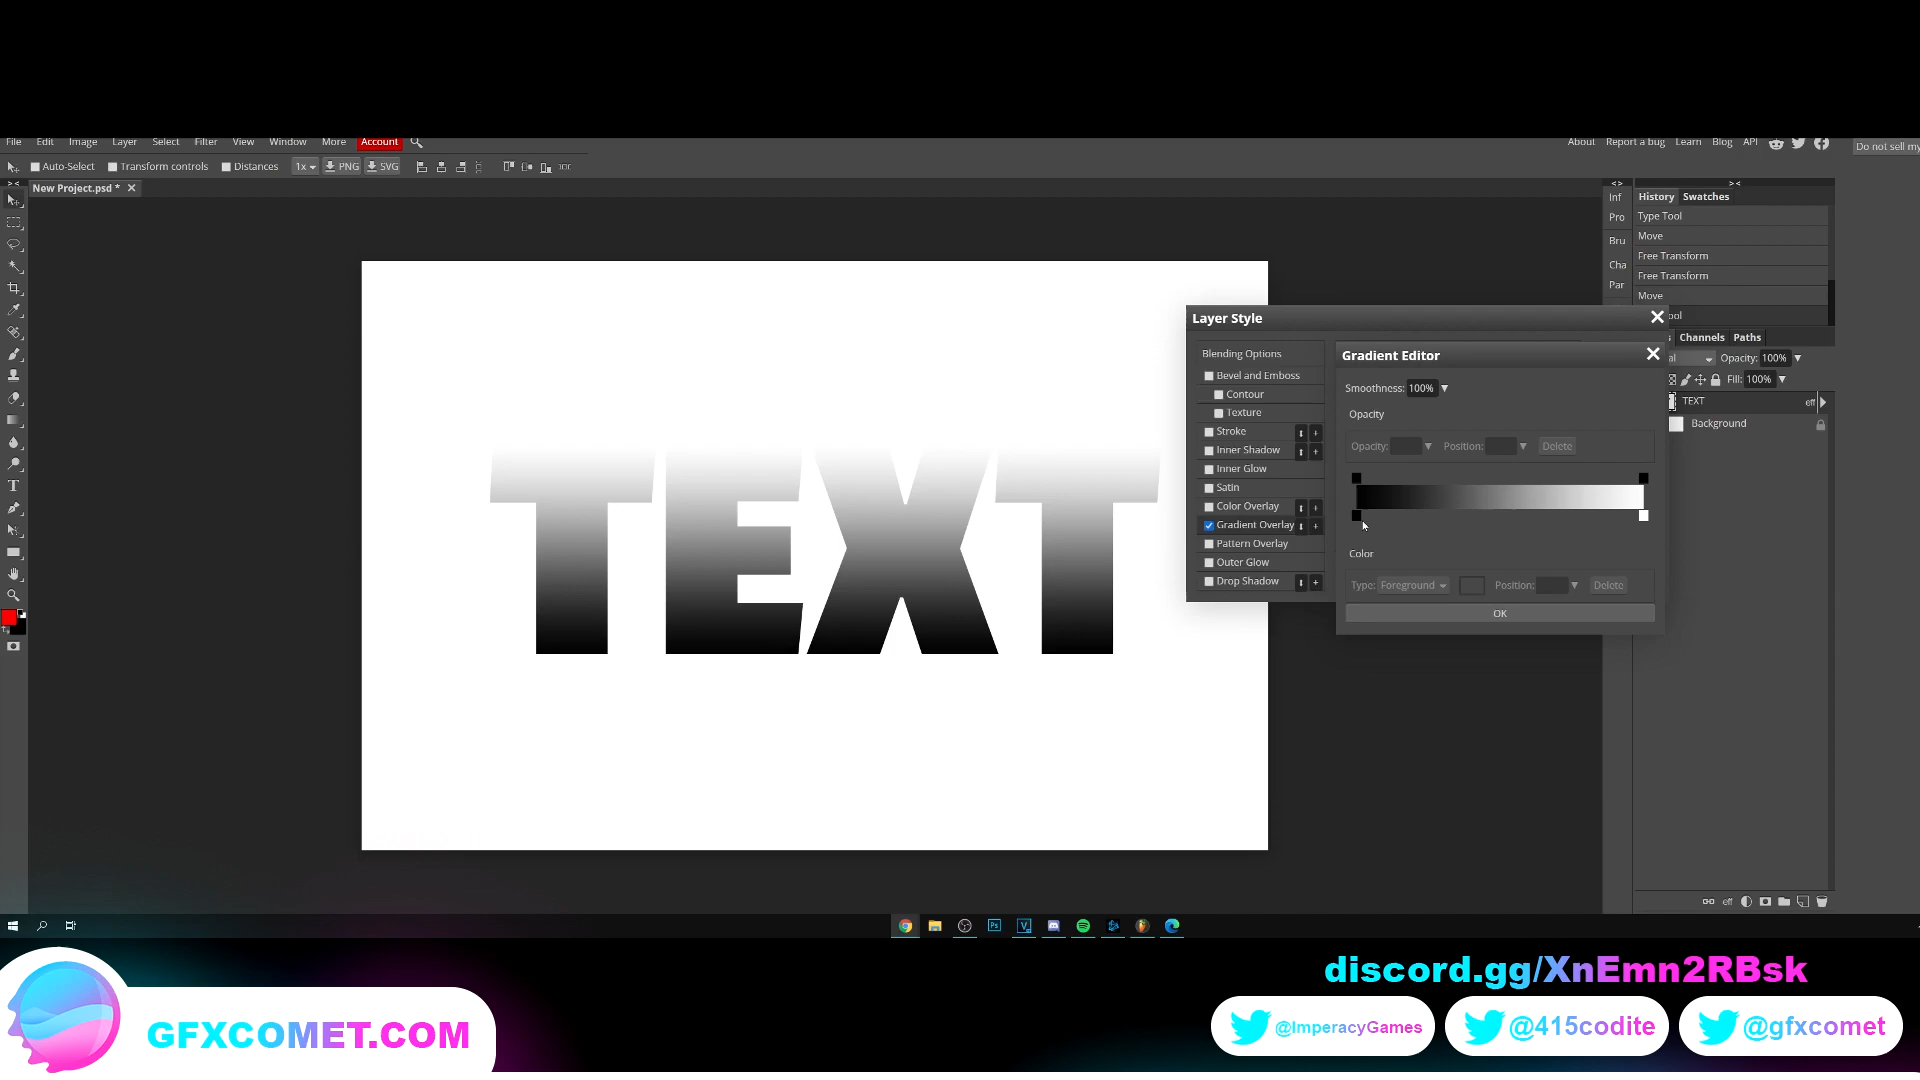 File Edit Image Layer Select Filter View Window More Account
About Report a bug Learn Blog API
Do not sell my
Auto-Select Transform controls Distances 1x PNG SVG
New Project.psd *
Inf
Pro
Bru
Cha
Par
History Swatches
Type Tool
Move
Free Transform
Free Transform
Move
ool
Channels Paths
al Opacity: 100%
Fill: 100%
TEXT eff
Background
eff
TEXT
Layer Style
Blending Options
Bevel and Emboss
Contour
Texture
Stroke
Inner Shadow
Inner Glow
Satin
Color Overlay
Gradient Overlay
Pattern Overlay
Outer Glow
Drop Shadow
Gradient Editor
Smoothness: 100%
Opacity
Opacity: Position: Delete
Color
Type: Foreground Position: Delete
OK
Ps
V
GFXCOMET.COM
discord.gg/XnEmn2RBsk
@ImperacyGames @415codite @gfxcomet